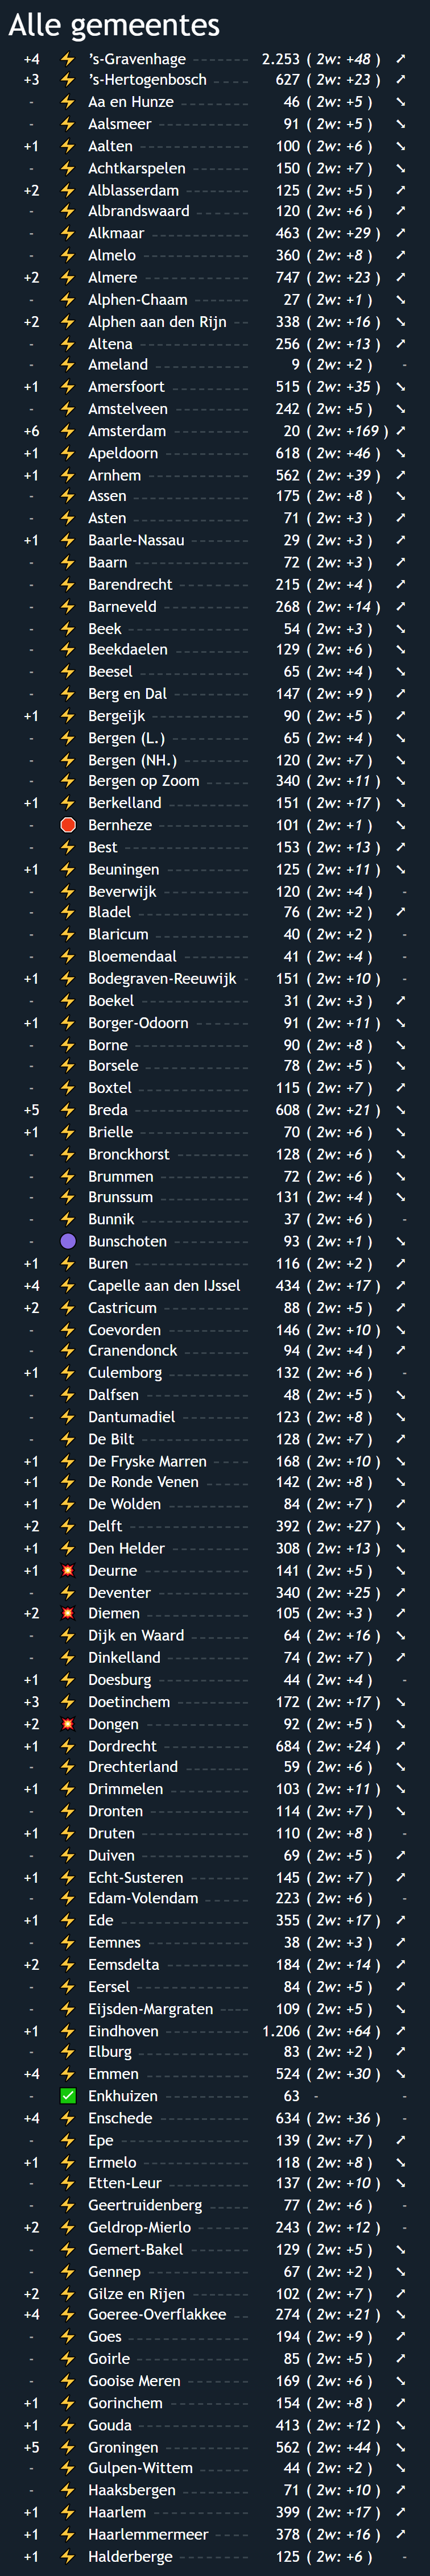 Alle gemeentes
+4 ’s-Gravenhage 2.253 ( 2w: +48 )
+3 ’s-Hertogenbosch 627 ( 2w: +23 )
- Aa en Hunze 46 ( 2w: +5 )
- Aalsmeer 91 ( 2w: +5 )
+1 Aalten 100 ( 2w: +6 )
- Achtkarspelen 150 ( 2w: +7 )
+2 Alblasserdam 125 ( 2w: +5 )
- Albrandswaard 120 ( 2w: +6 )
- Alkmaar 463 ( 2w: +29 )
- Almelo 360 ( 2w: +8 )
+2 Almere 747 ( 2w: +23 )
- Alphen-Chaam 27 ( 2w: +1 )
+2 Alphen aan den Rijn 338 ( 2w: +16 )
- Altena 256 ( 2w: +13 )
- Ameland 9 ( 2w: +2 ) -
+1 Amersfoort 515 ( 2w: +35 )
- Amstelveen 242 ( 2w: +5 )
+6 Amsterdam 20 ( 2w: +169 )
+1 Apeldoorn 618 ( 2w: +46 )
+1 Arnhem 562 ( 2w: +39 )
- Assen 175 ( 2w: +8 )
- Asten 71 ( 2w: +3 )
+1 Baarle-Nassau 29 ( 2w: +3 )
- Baarn 72 ( 2w: +3 )
- Barendrecht 215 ( 2w: +4 )
- Barneveld 268 ( 2w: +14 )
- Beek 54 ( 2w: +3 )
- Beekdaelen 129 ( 2w: +6 )
- Beesel 65 ( 2w: +4 )
- Berg en Dal 147 ( 2w: +9 )
+1 Bergeijk 90 ( 2w: +5 )
- Bergen (L.) 65 ( 2w: +4 )
- Bergen (NH.) 120 ( 2w: +7 )
- Bergen op Zoom 340 ( 2w: +11 )
+1 Berkelland 151 ( 2w: +17 )
- Bernheze 101 ( 2w: +1 )
- Best 153 ( 2w: +13 )
+1 Beuningen 125 ( 2w: +11 )
- Beverwijk 120 ( 2w: +4 ) -
- Bladel 76 ( 2w: +2 )
- Blaricum 40 ( 2w: +2 ) -
- Bloemendaal 41 ( 2w: +4 ) -
+1 Bodegraven-Reeuwijk 151 ( 2w: +10 ) -
- Boekel 31 ( 2w: +3 )
+1 Borger-Odoorn 91 ( 2w: +11 )
- Borne 90 ( 2w: +8 )
- Borsele 78 ( 2w: +5 )
- Boxtel 115 ( 2w: +7 )
+5 Breda 608 ( 2w: +21 )
+1 Brielle 70 ( 2w: +6 )
- Bronckhorst 128 ( 2w: +6 )
- Brummen 72 ( 2w: +6 )
- Brunssum 131 ( 2w: +4 )
- Bunnik 37 ( 2w: +6 ) -
- Bunschoten 93 ( 2w: +1 )
+1 Buren 116 ( 2w: +2 )
+4 Capelle aan den IJssel 434 ( 2w: +17 )
+2 Castricum 88 ( 2w: +5 )
- Coevorden 146 ( 2w: +10 )
- Cranendonck 94 ( 2w: +4 )
+1 Culemborg 132 ( 2w: +6 ) -
- Dalfsen 48 ( 2w: +5 )
- Dantumadiel 123 ( 2w: +8 )
- De Bilt 128 ( 2w: +7 )
+1 De Fryske Marren 168 ( 2w: +10 )
+1 De Ronde Venen 142 ( 2w: +8 )
+1 De Wolden 84 ( 2w: +7 )
+2 Delft 392 ( 2w: +27 )
+1 Den Helder 308 ( 2w: +13 )
+1 Deurne 141 ( 2w: +5 )
- Deventer 340 ( 2w: +25 )
+2 Diemen 105 ( 2w: +3 )
- Dijk en Waard 64 ( 2w: +16 )
- Dinkelland 74 ( 2w: +7 )
+1 Doesburg 44 ( 2w: +4 ) -
+3 Doetinchem 172 ( 2w: +17 )
+2 Dongen 92 ( 2w: +5 )
+1 Dordrecht 684 ( 2w: +24 )
- Drechterland 59 ( 2w: +6 )
+1 Drimmelen 103 ( 2w: +11 )
- Dronten 114 ( 2w: +7 )
+1 Druten 110 ( 2w: +8 ) -
- Duiven 69 ( 2w: +5 )
+1 Echt-Susteren 145 ( 2w: +7 )
- Edam-Volendam 223 ( 2w: +6 ) -
+1 Ede 355 ( 2w: +17 )
- Eemnes 38 ( 2w: +3 )
+2 Eemsdelta 184 ( 2w: +14 )
- Eersel 84 ( 2w: +5 )
- Eijsden-Margraten 109 ( 2w: +5 )
+1 Eindhoven 1.206 ( 2w: +64 )
- Elburg 83 ( 2w: +2 )
+4 Emmen 524 ( 2w: +30 )
- Enkhuizen 63 - -
+4 Enschede 634 ( 2w: +36 ) -
- Epe 139 ( 2w: +7 )
+1 Ermelo 118 ( 2w: +8 )
- Etten-Leur 137 ( 2w: +10 )
- Geertruidenberg 77 ( 2w: +6 ) -
+2 Geldrop-Mierlo 243 ( 2w: +12 ) -
- Gemert-Bakel 129 ( 2w: +5 )
- Gennep 67 ( 2w: +2 )
+2 Gilze en Rijen 102 ( 2w: +7 )
+4 Goeree-Overflakkee 274 ( 2w: +21 )
- Goes 194 ( 2w: +9 )
- Goirle 85 ( 2w: +5 )
- Gooise Meren 169 ( 2w: +6 )
+1 Gorinchem 154 ( 2w: +8 )
+1 Gouda 413 ( 2w: +12 )
+5 Groningen 562 ( 2w: +44 )
- Gulpen-Wittem 44 ( 2w: +2 )
- Haaksbergen 71 ( 2w: +10 )
+1 Haarlem 399 ( 2w: +17 )
+1 Haarlemmermeer 378 ( 2w: +16 )
+1 Halderberge 125 ( 2w: +6 ) -